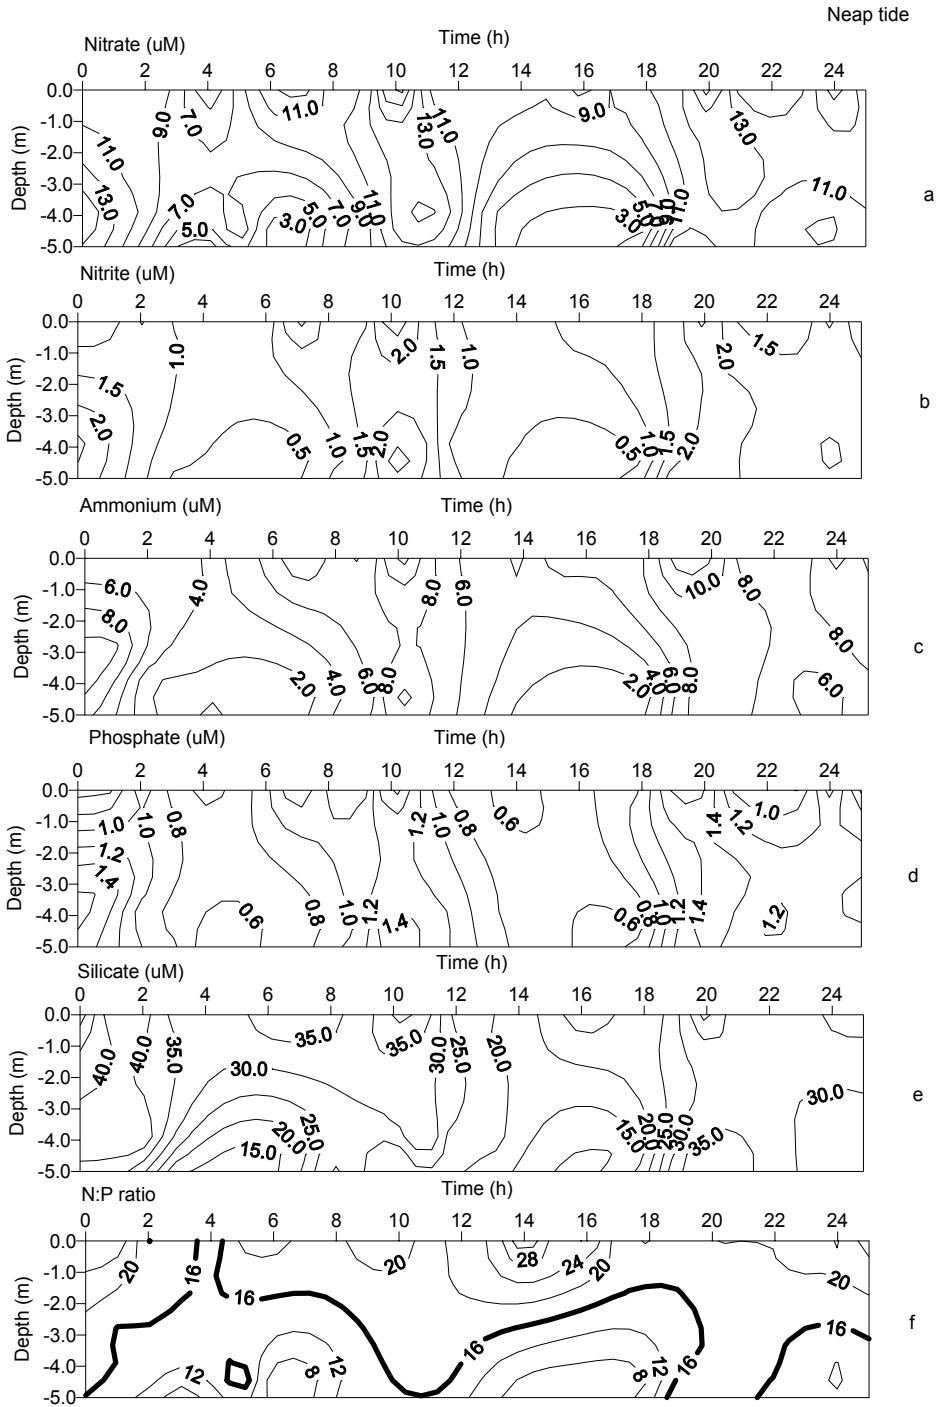 Neap tide
Nitrate (uM) Time (h)
0 2 4 6 8 10 12 14 16 18 20 22 24
0.0
-1.0
-2.0
-3.0
-4.0
-5.0
Depth (m)
11.0 9.0 13.0 11.0 9.0 7.0 13.0
11.0
13.0 7.0 5.0 3.0 5.0 7.0 9.0 11.0 3.0 5.0 7.0 9.0 11.0 11.0
a
Nitrite (uM) Time (h)
0 2 4 6 8 10 12 14 16 18 20 22 24
0.0
-1.0
-2.0
-3.0
-4.0
-5.0
Depth (m)
1.0 2.0 1.5 1.0 2.0 1.5
1.5
2.0 0.5 1.0 1.5 2.0 0.5 1.0 1.5 2.0
b
Ammonium (uM) Time (h)
0 2 4 6 8 10 12 14 16 18 20 22 24
0.0
-1.0
-2.0
-3.0
-4.0
-5.0
Depth (m)
6.0 4.0 8.0 6.0 10.0 8.0
8.0 8.0
2.0 4.0 6.0 8.0 2.0 4.0 6.0 8.0 6.0
c
Phosphate (uM) Time (h)
0 2 4 6 8 10 12 14 16 18 20 22 24
0.0
-1.0
-2.0
-3.0
-4.0
-5.0
Depth (m)
1.0 1.0 0.8 1.2 1.0 0.8 0.6 1.4 1.2 1.0
1.2
1.4
0.6 0.8 1.0 1.2 1.4 0.6 0.8 1.0 1.2 1.4 1.2
d
Silicate (uM) Time (h)
0 2 4 6 8 10 12 14 16 18 20 22 24
0.0
-1.0
-2.0
-3.0
-4.0
-5.0
Depth (m)
40.0 40.0 35.0 35.0 35.0 30.0 25.0 20.0
30.0
30.0
15.0 20.0 25.0 15.0 20.0 25.0 30.0 35.0
e
N:P ratio Time (h)
0 2 4 6 8 10 12 14 16 18 20 22 24
0.0
-1.0
-2.0
-3.0
-4.0
-5.0
Depth (m)
20 16 20 28 24 20 20
16
16 16
12 8 12 8 12 16
f